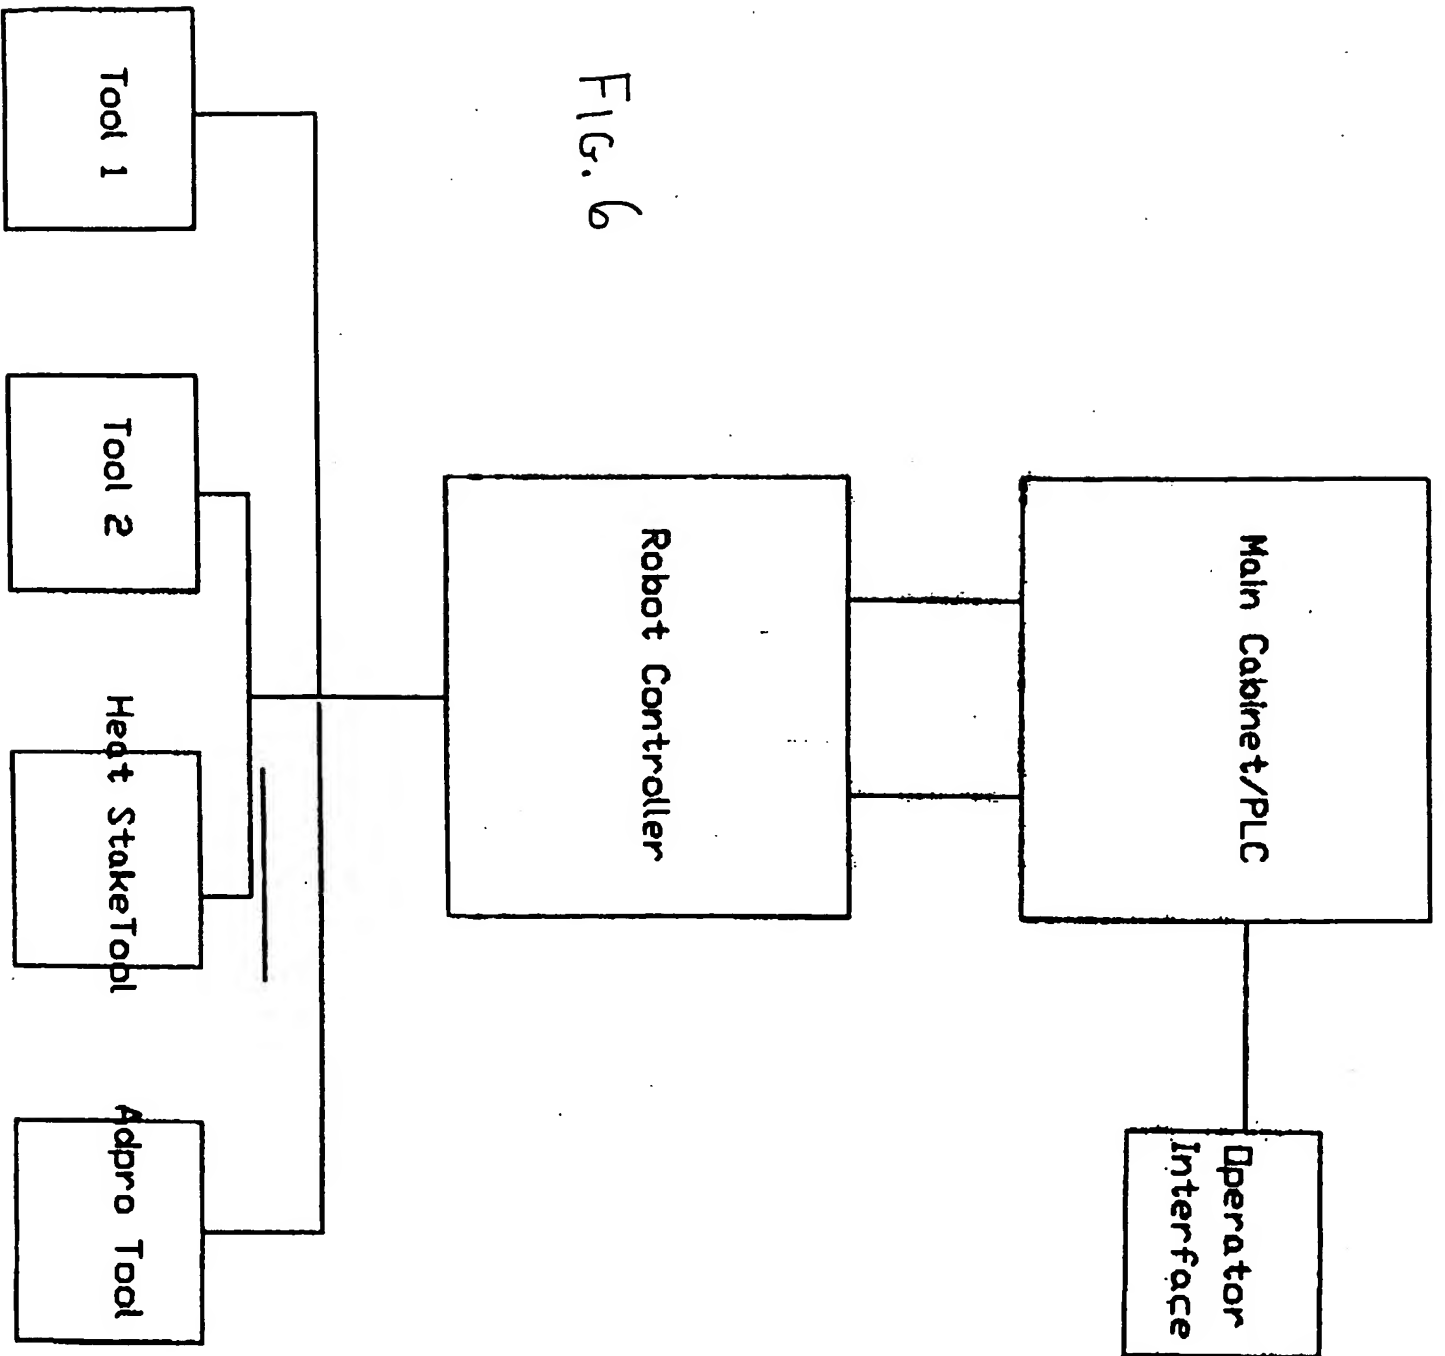 Main Cabinet/PLC
Operator
Interface
Robot Controller
FIG. 6
Tool 1
Tool 2
Heat StakeTool
Adpro Tool